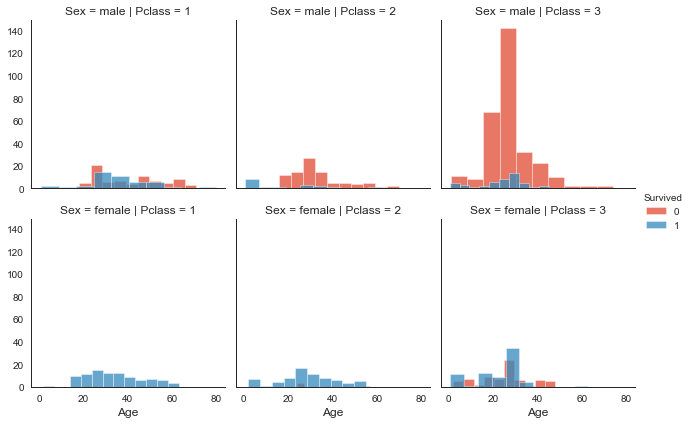 Sex = male | Pclass = 1
Sex = male | Pclass = 2
Sex = male | Pclass = 3
140
120
100
80
60
40
20
0
Survived
0
1
Sex = female | Pclass = 1
Sex = female | Pclass = 2
Sex = female | Pclass = 3
140
120
100
80
60
40
20
0
0 20 40 60 80
0 20 40 60 80
0 20 40 60 80
Age
Age
Age